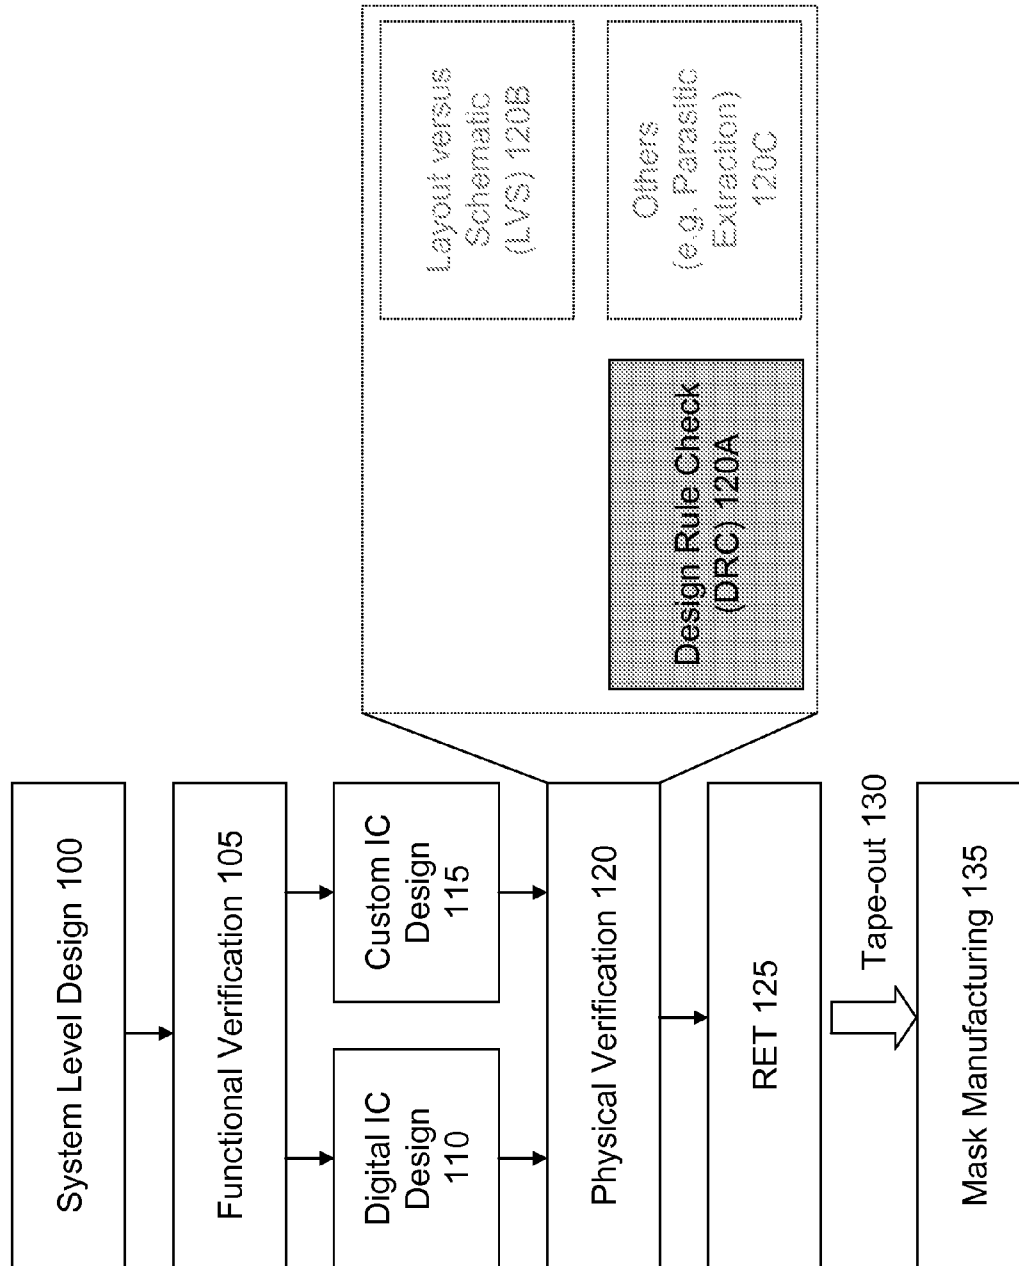 System Level Design 100
Functional Verification 105
Digital IC
Design
110
Custom IC
Design
115
Physical Verification 120
RET 125
Tape-out 130
Mask Manufacturing 135
Design Rule Check
(DRC) 120A
Layout versus
Schematic
(LVS) 120B
Others
(e.g. Parasitic
Extraction)
120C